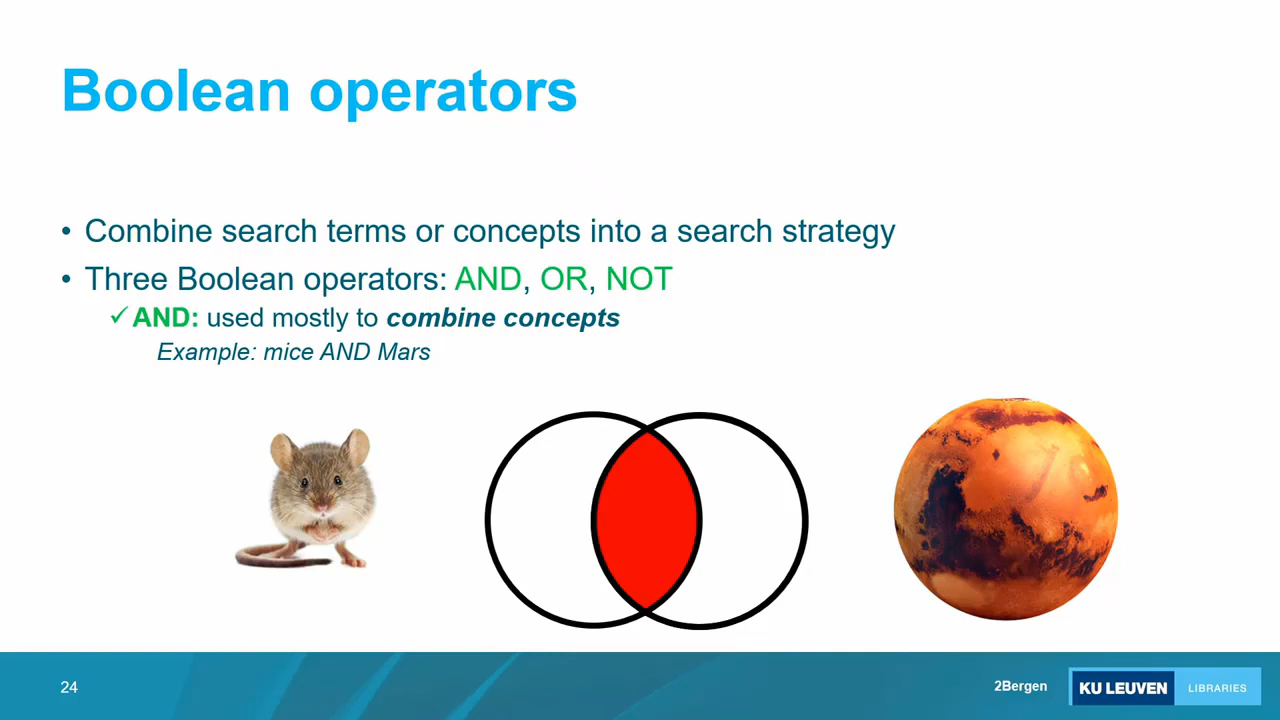 Boolean operators
• Combine search terms or concepts into a search strategy
• Three Boolean operators: AND, OR, NOT
✓AND: used mostly to combine concepts
Example: mice AND Mars
24
2Bergen
KU LEUVEN
LIBRARIES